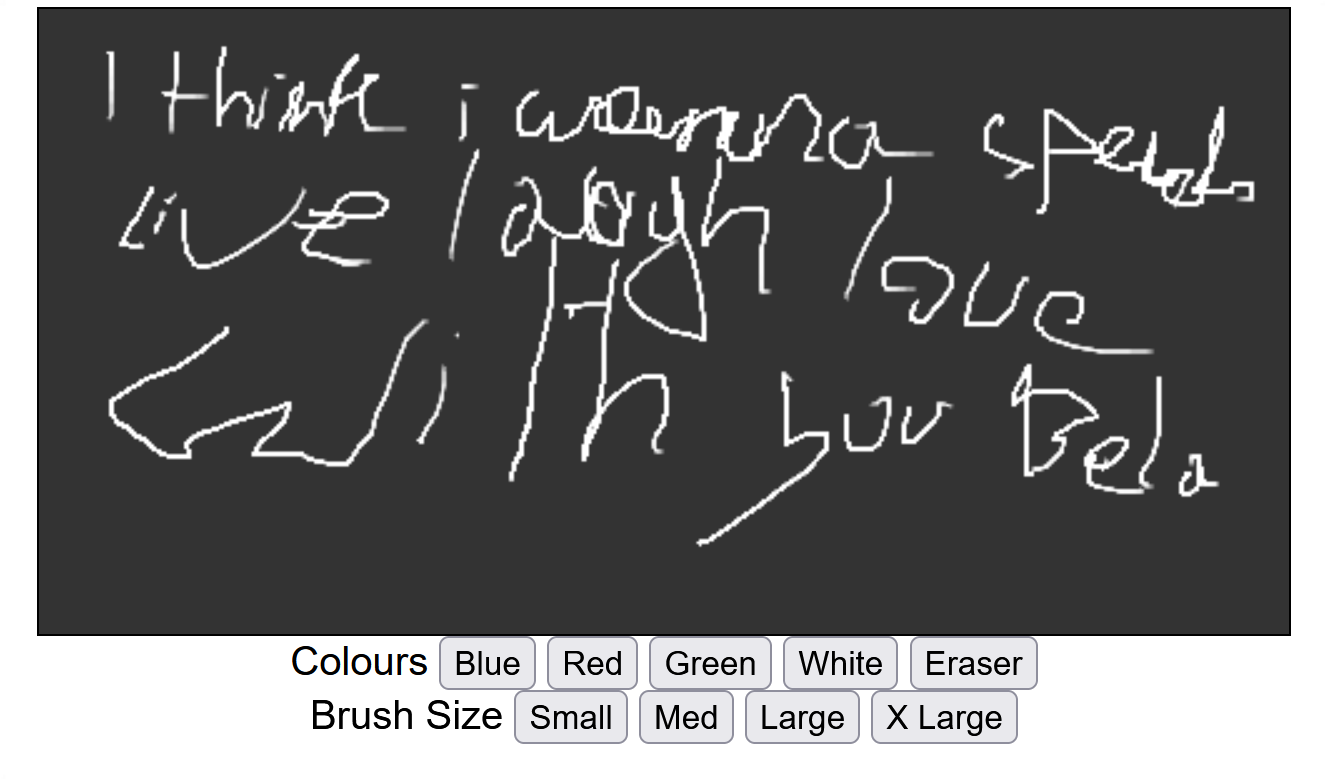 I think i wanna spend
Live laugh love
with you Bela
Colours Blue Red Green White Eraser
Brush Size Small Med Large X Large